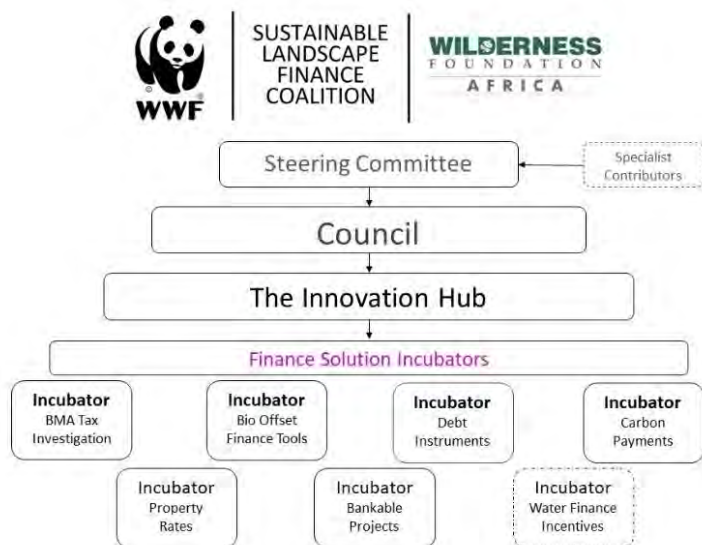 WWF
SUSTAINABLE
LANDSCAPE
FINANCE
COALITION
WILDERNESS
FOUNDATION
AFRICA
Steering Committee
Specialist
Contributors
Council
The Innovation Hub
Finance Solution Incubators
Incubator
BMA Tax
Investigation
Incubator
Bio Offset
Finance Tools
Incubator
Debt
Instruments
Incubator
Carbon
Payments
Incubator
Property
Rates
Incubator
Bankable
Projects
Incubator
Water Finance
Incentives